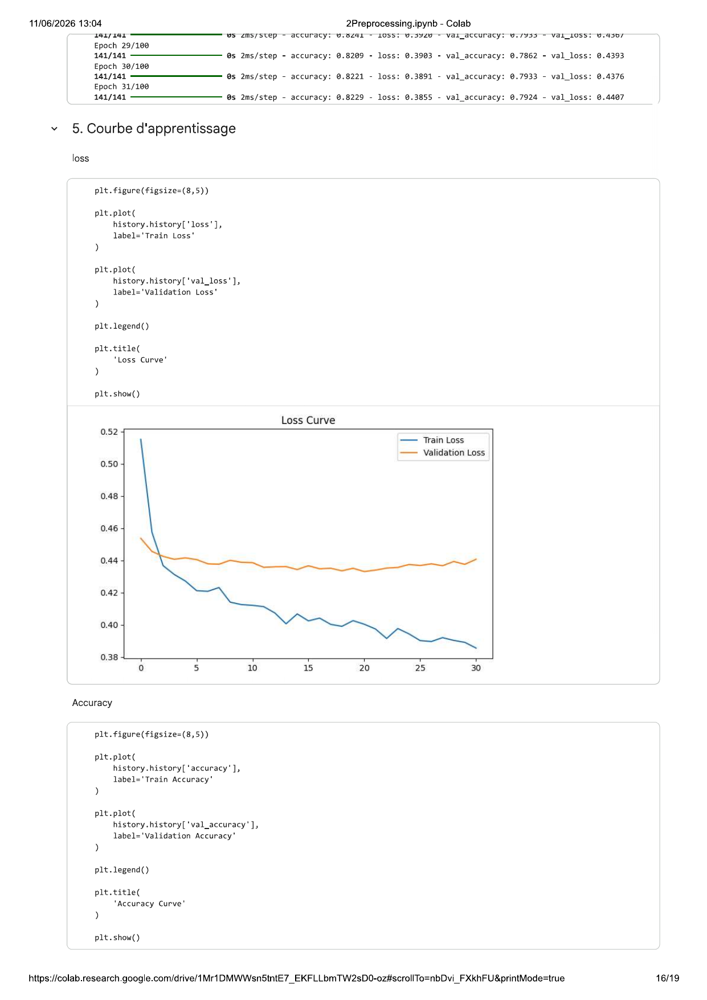 11/06/2026 13:04
2Preprocessing.ipynb - Colab
141/141 0s 2ms/step - accuracy: 0.8241 - loss: 0.3920 - val_accuracy: 0.7933 - val_loss: 0.4367
Epoch 29/100
141/141 0s 2ms/step - accuracy: 0.8209 - loss: 0.3903 - val_accuracy: 0.7862 - val_loss: 0.4393
Epoch 30/100
141/141 0s 2ms/step - accuracy: 0.8221 - loss: 0.3891 - val_accuracy: 0.7933 - val_loss: 0.4376
Epoch 31/100
141/141 0s 2ms/step - accuracy: 0.8229 - loss: 0.3855 - val_accuracy: 0.7924 - val_loss: 0.4407
5. Courbe d'apprentissage
loss
plt.figure(figsize=(8,5))
plt.plot(
history.history['loss'],
label='Train Loss'
)
plt.plot(
history.history['val_loss'],
label='Validation Loss'
)
plt.legend()
plt.title(
'Loss Curve'
)
plt.show()
Loss Curve
Train Loss
Validation Loss
0.52
0.50
0.48
0.46
0.44
0.42
0.40
0.38
0 5 10 15 20 25 30
Accuracy
plt.figure(figsize=(8,5))
plt.plot(
history.history['accuracy'],
label='Train Accuracy'
)
plt.plot(
history.history['val_accuracy'],
label='Validation Accuracy'
)
plt.legend()
plt.title(
'Accuracy Curve'
)
plt.show()
https://colab.research.google.com/drive/1Mr1DMWWsn5tntE7_EKFLLbmTW2sD0-oz#scrollTo=nbDvi_FXkhFU&printMode=true
16/19